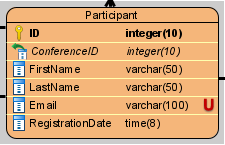 Participant
ID integer(10)
ConferenceID integer(10)
FirstName varchar(50)
LastName varchar(50)
Email varchar(100) U
RegistrationDate time(8)